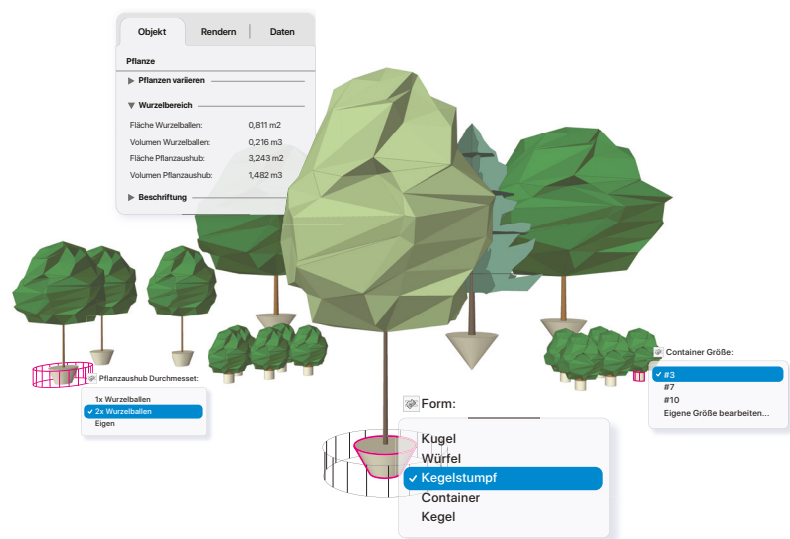 Objekt Rendern Daten
Pflanze
Pflanzen variieren
Wurzelbereich
Fläche Wurzelballen: 0,811 m2
Volumen Wurzelballen: 0,216 m3
Fläche Pflanzaushub: 3,243 m2
Volumen Pflanzaushub: 1,482 m3
Beschriftung
Pflanzaushub Durchmesset:
1x Wurzelballen
2x Wurzelballen
Eigen
Form:
Kugel
Würfel
Kegelstumpf
Container
Kegel
Container Größe:
#3
#7
#10
Eigene Größe bearbeiten...